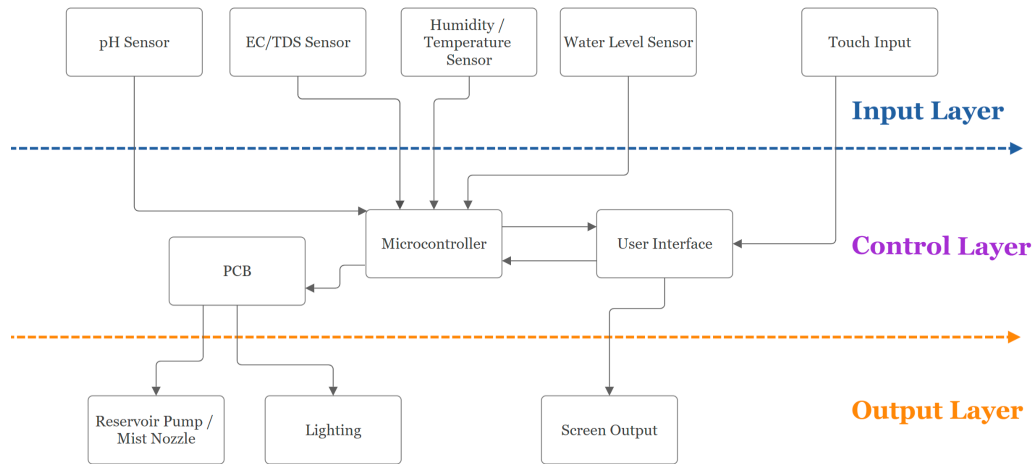 pH Sensor
EC/TDS Sensor
Humidity /
Temperature
Sensor
Water Level Sensor
Touch Input
Input Layer
Microcontroller
User Interface
Control Layer
PCB
Reservoir Pump /
Mist Nozzle
Lighting
Screen Output
Output Layer